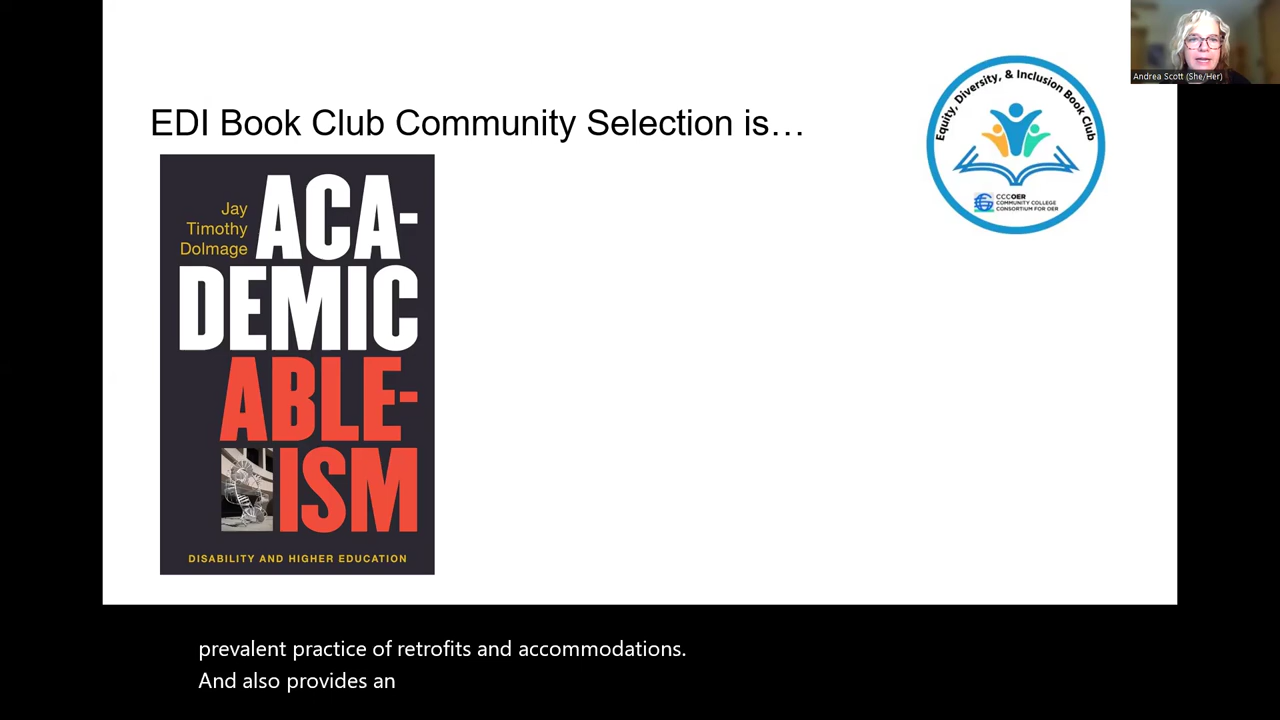 EDI Book Club Community Selection is…
Jay
Timothy
Dolmage
ACA-
DEMIC
ABLE-
ISM
DISABILITY AND HIGHER EDUCATION
Equity, Diversity, & Inclusion Book Club
CCCOER
COMMUNITY COLLEGE
CONSORTIUM FOR OER
Andrea Scott (She/Her)
prevalent practice of retrofits and accommodations.
And also provides an